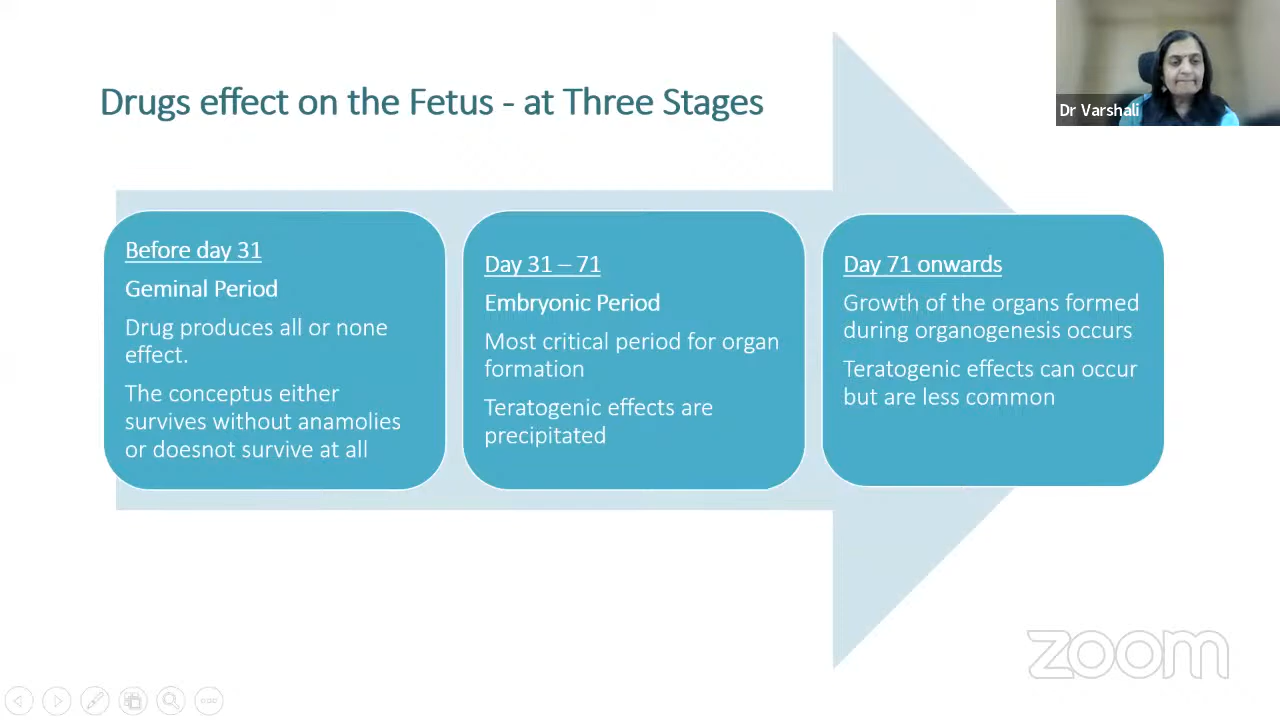 Drugs effect on the Fetus - at Three Stages
Dr Varshali
Before day 31
Geminal Period
Drug produces all or none
effect.
The conceptus either
survives without anamolies
or doesnot survive at all
Day 31 – 71
Embryonic Period
Most critical period for organ
formation
Teratogenic effects are
precipitated
Day 71 onwards
Growth of the organs formed
during organogenesis occurs
Teratogenic effects can occur
but are less common
zoom